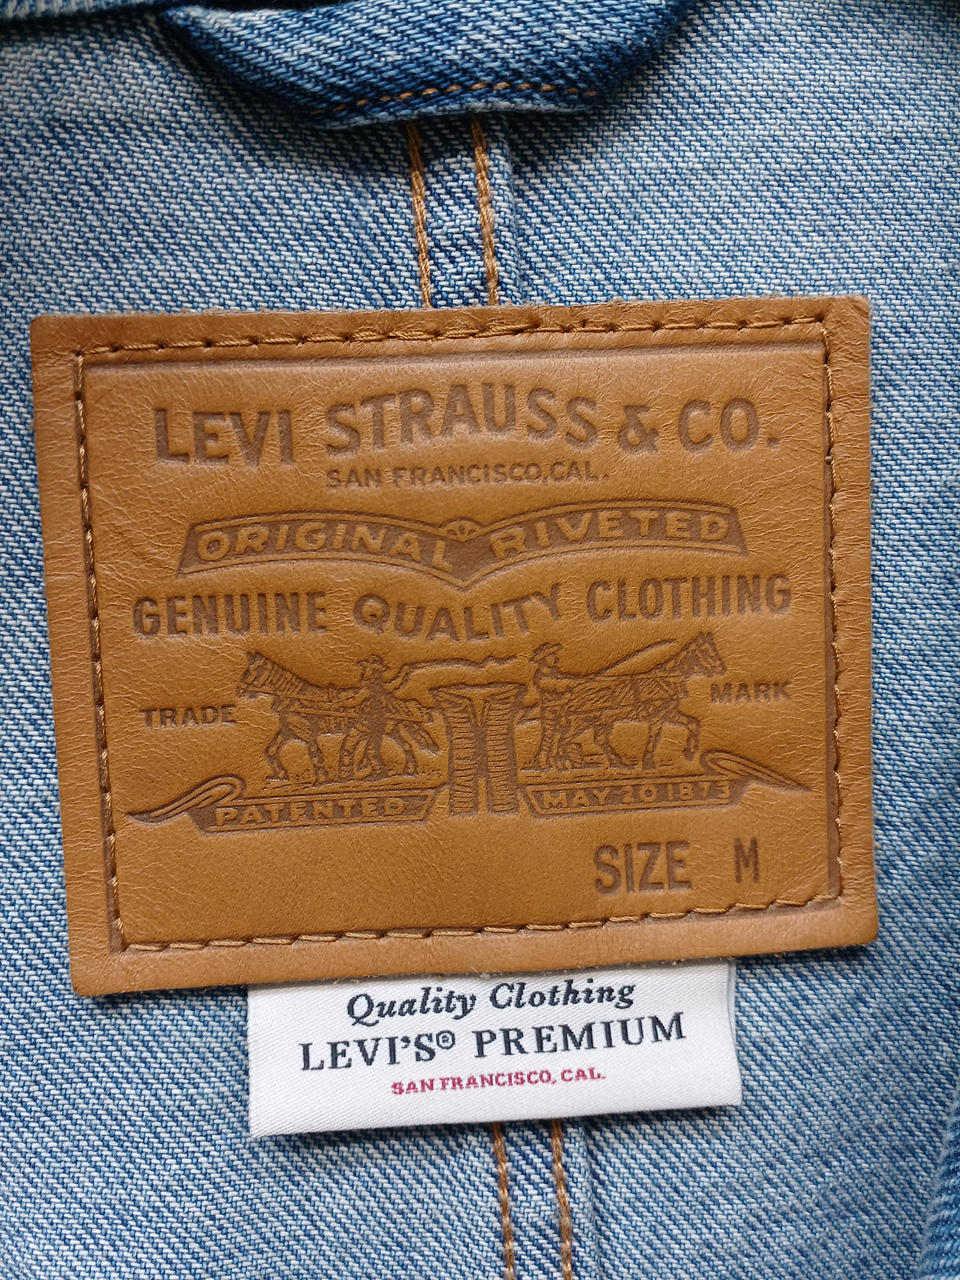 LEVI STRAUSS & CO.
SAN FRANCISCO, CAL.
ORIGINAL RIVETED
GENUINE QUALITY CLOTHING
TRADE MARK
PATENTED MAY 20 1873
SIZE M
Quality Clothing
LEVI'S® PREMIUM
SAN FRANCISCO, CAL.